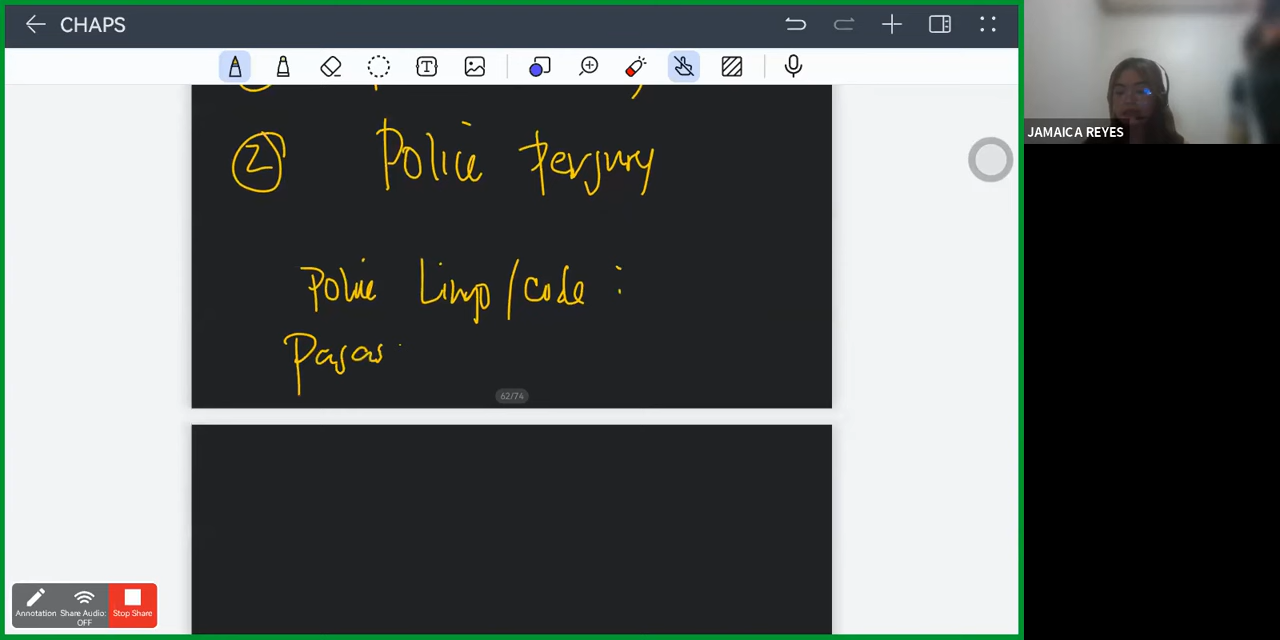 CHAPS
JAMAICA REYES
② Police Perjury
Police Lingo/code :
Pasas
62/74
Annotation
Share Audio: OFF
Stop Share